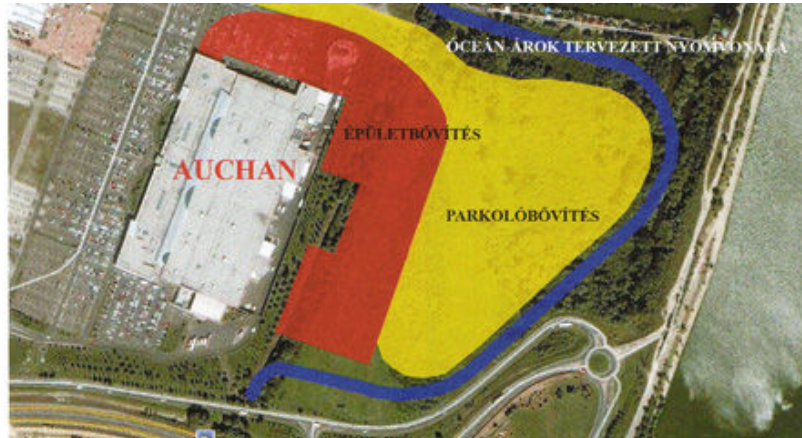 ÓCEÁN-ÁROK TERVEZETT NYOMVONALA
ÉPÜLETBŐVÍTÉS
AUCHAN
PARKOLÓBŐVÍTÉS